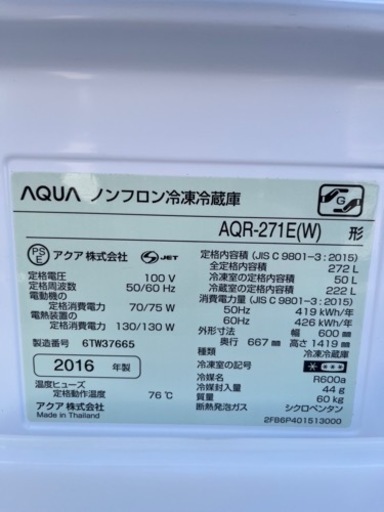 AQUA ノンフロン冷凍冷蔵庫
G
AQR-271E(W) 形
PS E アクア株式会社 S JET
定格電圧 100 V
定格周波数 50/60 Hz
電動機の
定格消費電力 70/75 W
電熱装置の
定格消費電力 130/130 W
製造番号 6TW37665
2016 年製
温度ヒューズ
定格動作温度 76℃
アクア株式会社
Made in Thailand
定格内容積 (JIS C 9801-3:2015)
全定格内容積 272 L
冷凍室の定格内容積 50 L
冷蔵室の定格内容積 222 L
消費電力量 (JIS C 9801-3:2015)
50Hz 419 kWh/年
60Hz 426 kWh/年
外形寸法 幅 600 mm
奥行 667 mm 高さ 1419 mm
種類 冷凍冷蔵庫
冷凍室の記号
冷媒名 R600a
冷媒封入量 44 g
質量 60 kg
断熱発泡ガス シクロペンタン
2FB6P401S13000